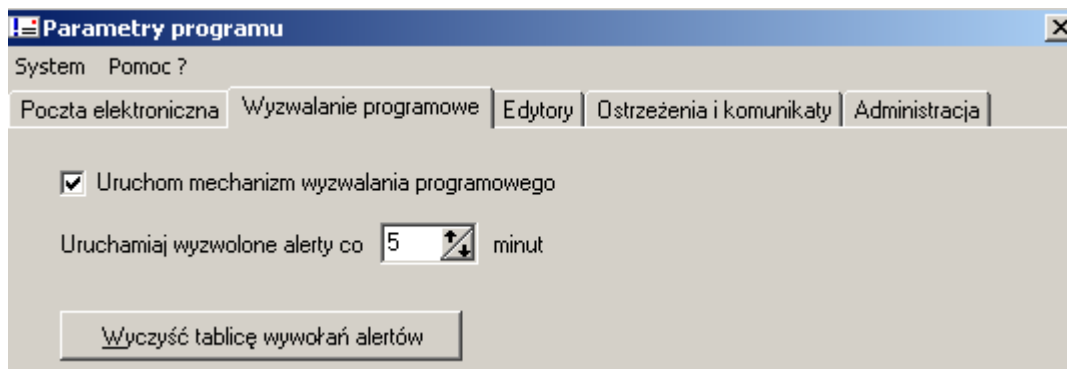 Parametry programu
System Pomoc ?
Poczta elektroniczna Wyzwalanie programowe Edytory Ostrzeżenia i komunikaty Administracja
Uruchom mechanizm wyzwalania programowego
Uruchamiaj wyzwolone alerty co 5 minut
Wyczyść tablicę wywołań alertów